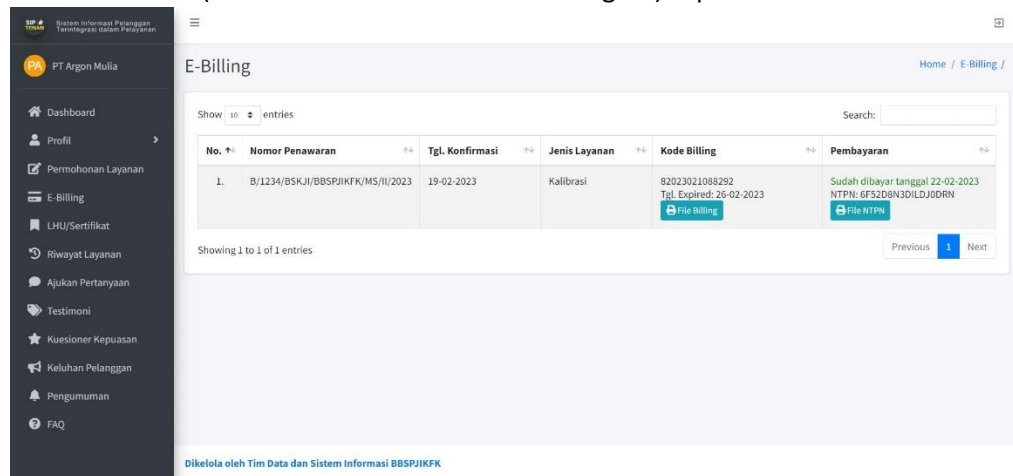 SIP TENAN
Sistem Informasi Pelanggan
Terintegrasi dalam Pelayanan
PA PT Argon Mulia
Dashboard
Profil
Permohonan Layanan
E-Billing
LHU/Sertifikat
Riwayat Layanan
Ajukan Pertanyaan
Testimoni
Kuesioner Kepuasan
Keluhan Pelanggan
Pengumuman
FAQ
E-Billing
Home / E-Billing /
Show 10 entries
Search:
No. Nomor Penawaran Tgl. Konfirmasi Jenis Layanan Kode Billing Pembayaran
1. B/1234/BSKJI/BBSPJIKFK/MS/II/2023 19-02-2023 Kalibrasi 82023021088292 Sudah dibayar tanggal 22-02-2023
Tgl. Expired: 26-02-2023 NTPN: 6F52D8N3DILDJ0DRN
File Billing File NTPN
Showing 1 to 1 of 1 entries
Previous 1 Next
Dikelola oleh Tim Data dan Sistem Informasi BBSPJIKFK